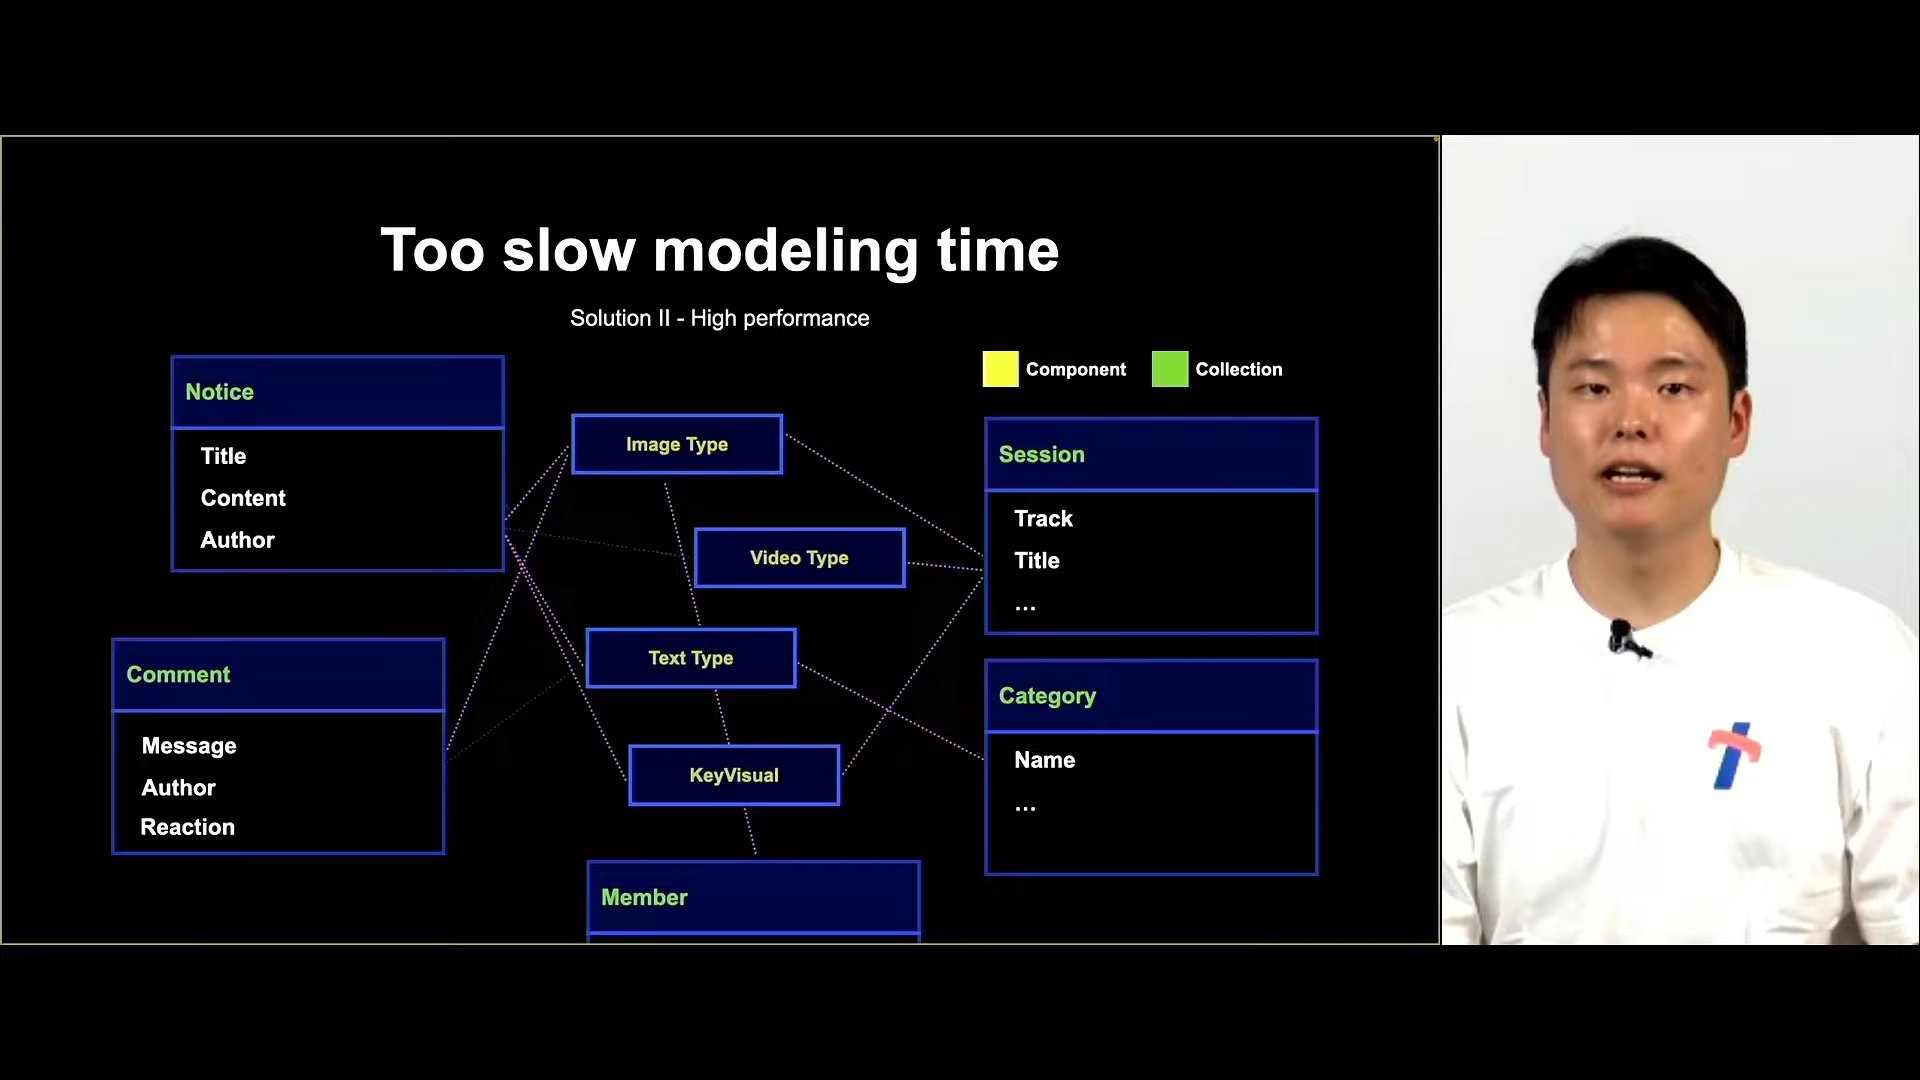 Too slow modeling time
Solution II - High performance
Component
Collection
Notice
Title
Content
Author
Comment
Message
Author
Reaction
Image Type
Video Type
Text Type
KeyVisual
Member
Session
Track
Title
...
Category
Name
...